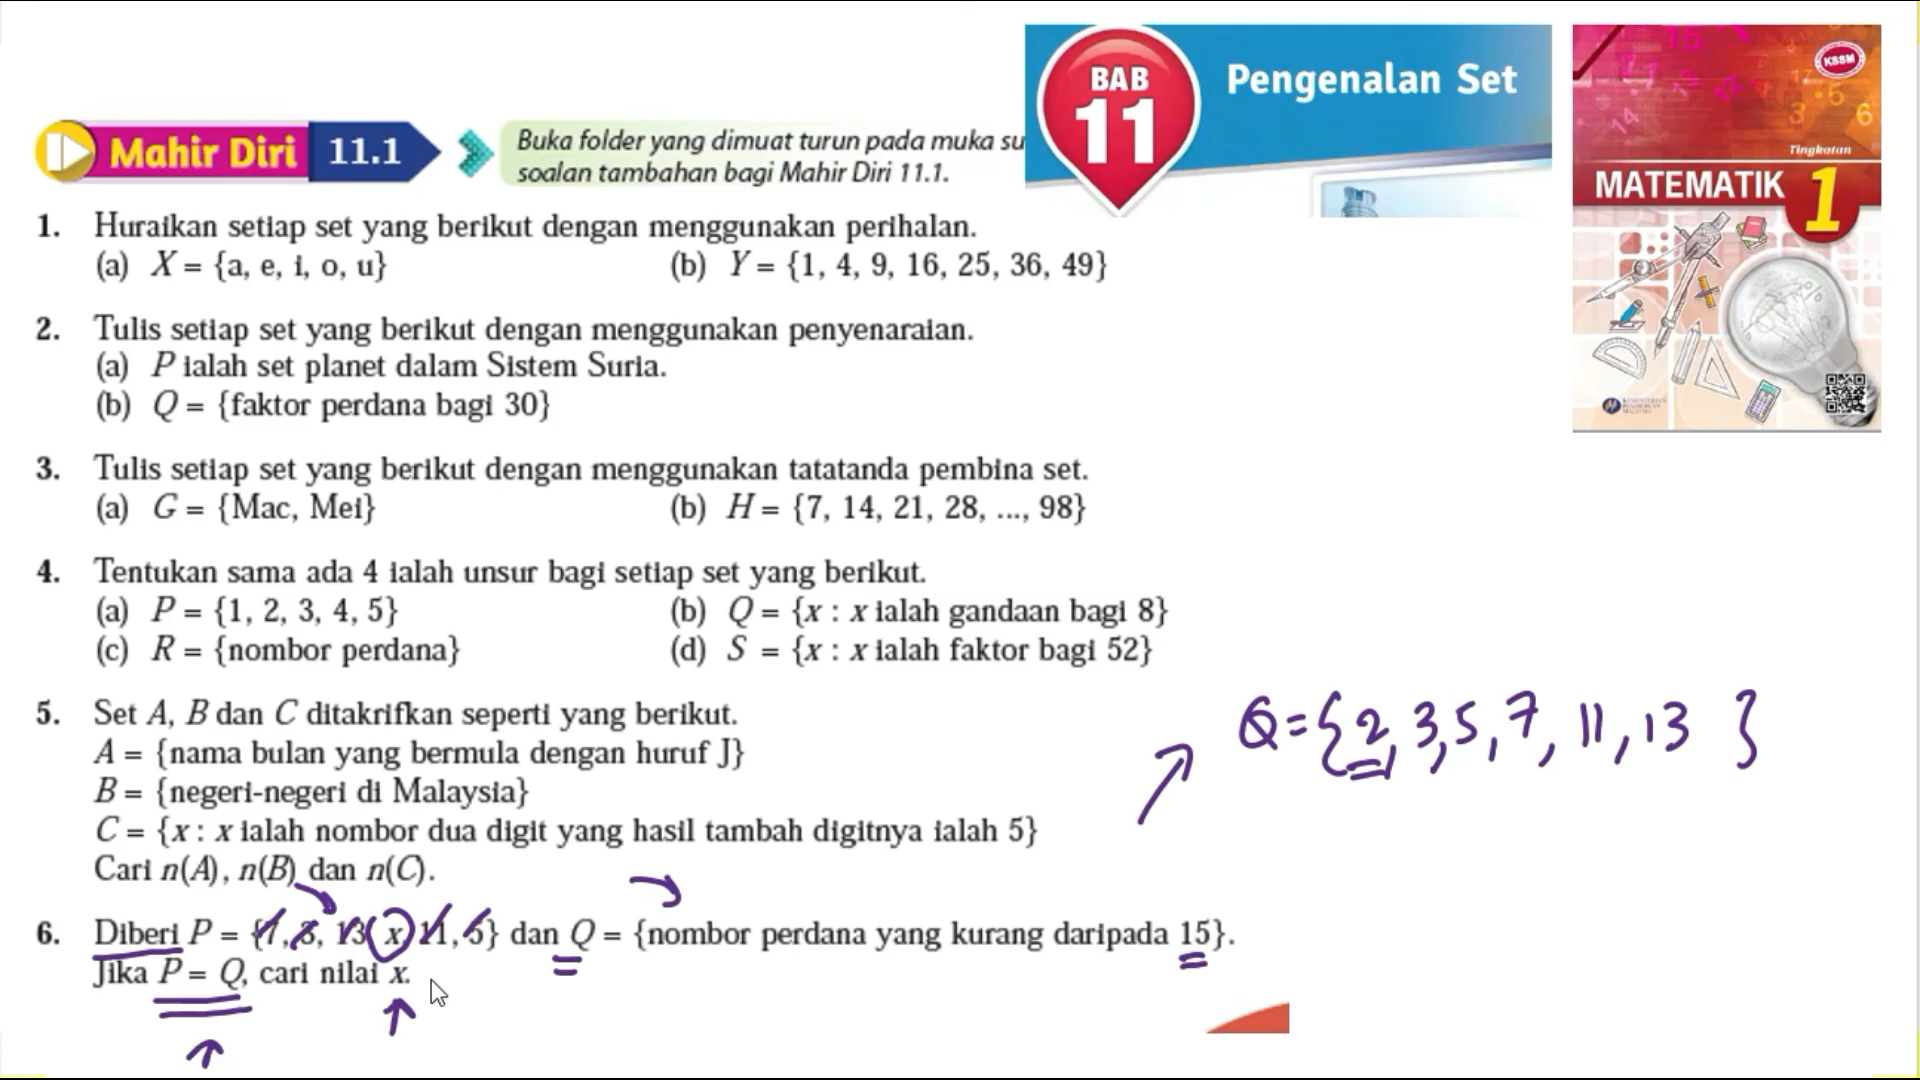 BAB
11
Pengenalan Set
KSSM
Tingkatan
MATEMATIK 1
Mahir Diri 11.1
Buka folder yang dimuat turun pada muka su
soalan tambahan bagi Mahir Diri 11.1.
1. Huraikan setiap set yang berikut dengan menggunakan perihalan.
(a) X = {a, e, i, o, u} (b) Y = {1, 4, 9, 16, 25, 36, 49}
2. Tulis setiap set yang berikut dengan menggunakan penyenaraian.
(a) P ialah set planet dalam Sistem Suria.
(b) Q = {faktor perdana bagi 30}
3. Tulis setiap set yang berikut dengan menggunakan tatatanda pembina set.
(a) G = {Mac, Mei} (b) H = {7, 14, 21, 28, ..., 98}
4. Tentukan sama ada 4 ialah unsur bagi setiap set yang berikut.
(a) P = {1, 2, 3, 4, 5} (b) Q = {x : x ialah gandaan bagi 8}
(c) R = {nombor perdana} (d) S = {x : x ialah faktor bagi 52}
5. Set A, B dan C ditakrifkan seperti yang berikut.
A = {nama bulan yang bermula dengan huruf J}
B = {negeri-negeri di Malaysia}
C = {x : x ialah nombor dua digit yang hasil tambah digitnya ialah 5}
Cari n(A), n(B) dan n(C).
Q = {2, 3, 5, 7, 11, 13 }
6. Diberi P = {7, 3, 13, x, 11, 5} dan Q = {nombor perdana yang kurang daripada 15}.
Jika P = Q, cari nilai x.